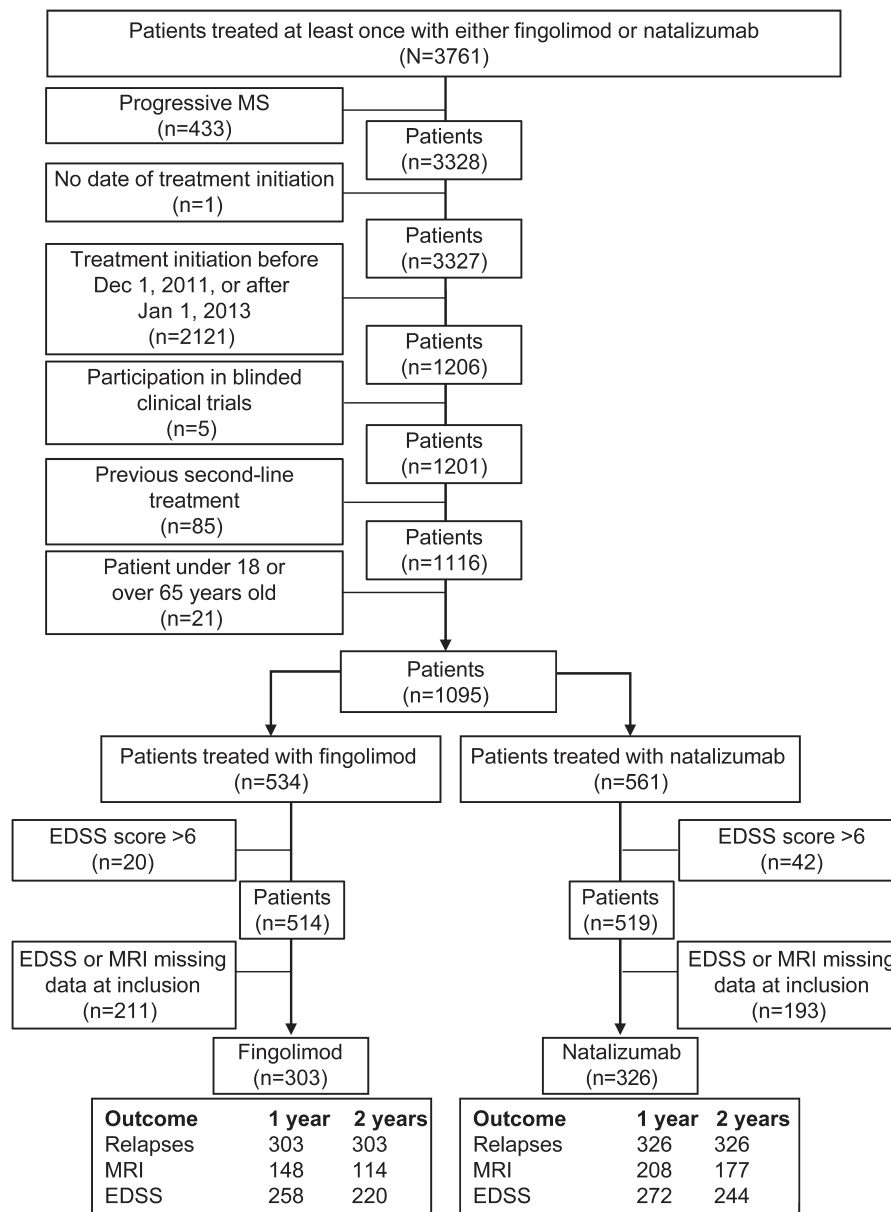 Patients treated at least once with either fingolimod or natalizumab
(N=3761)
Progressive MS
(n=433)
Patients
(n=3328)
No date of treatment initiation
(n=1)
Patients
(n=3327)
Treatment initiation before
Dec 1, 2011, or after
Jan 1, 2013
(n=2121)
Patients
(n=1206)
Participation in blinded
clinical trials
(n=5)
Patients
(n=1201)
Previous second-line
treatment
(n=85)
Patients
(n=1116)
Patient under 18 or
over 65 years old
(n=21)
Patients
(n=1095)
Patients treated with fingolimod
(n=534)
Patients treated with natalizumab
(n=561)
EDSS score >6
(n=20)
EDSS score >6
(n=42)
Patients
(n=514)
Patients
(n=519)
EDSS or MRI missing
data at inclusion
(n=211)
EDSS or MRI missing
data at inclusion
(n=193)
Fingolimod
(n=303)
Natalizumab
(n=326)
Outcome 1 year 2 years
Relapses 303 303
MRI 148 114
EDSS 258 220
Outcome 1 year 2 years
Relapses 326 326
MRI 208 177
EDSS 272 244